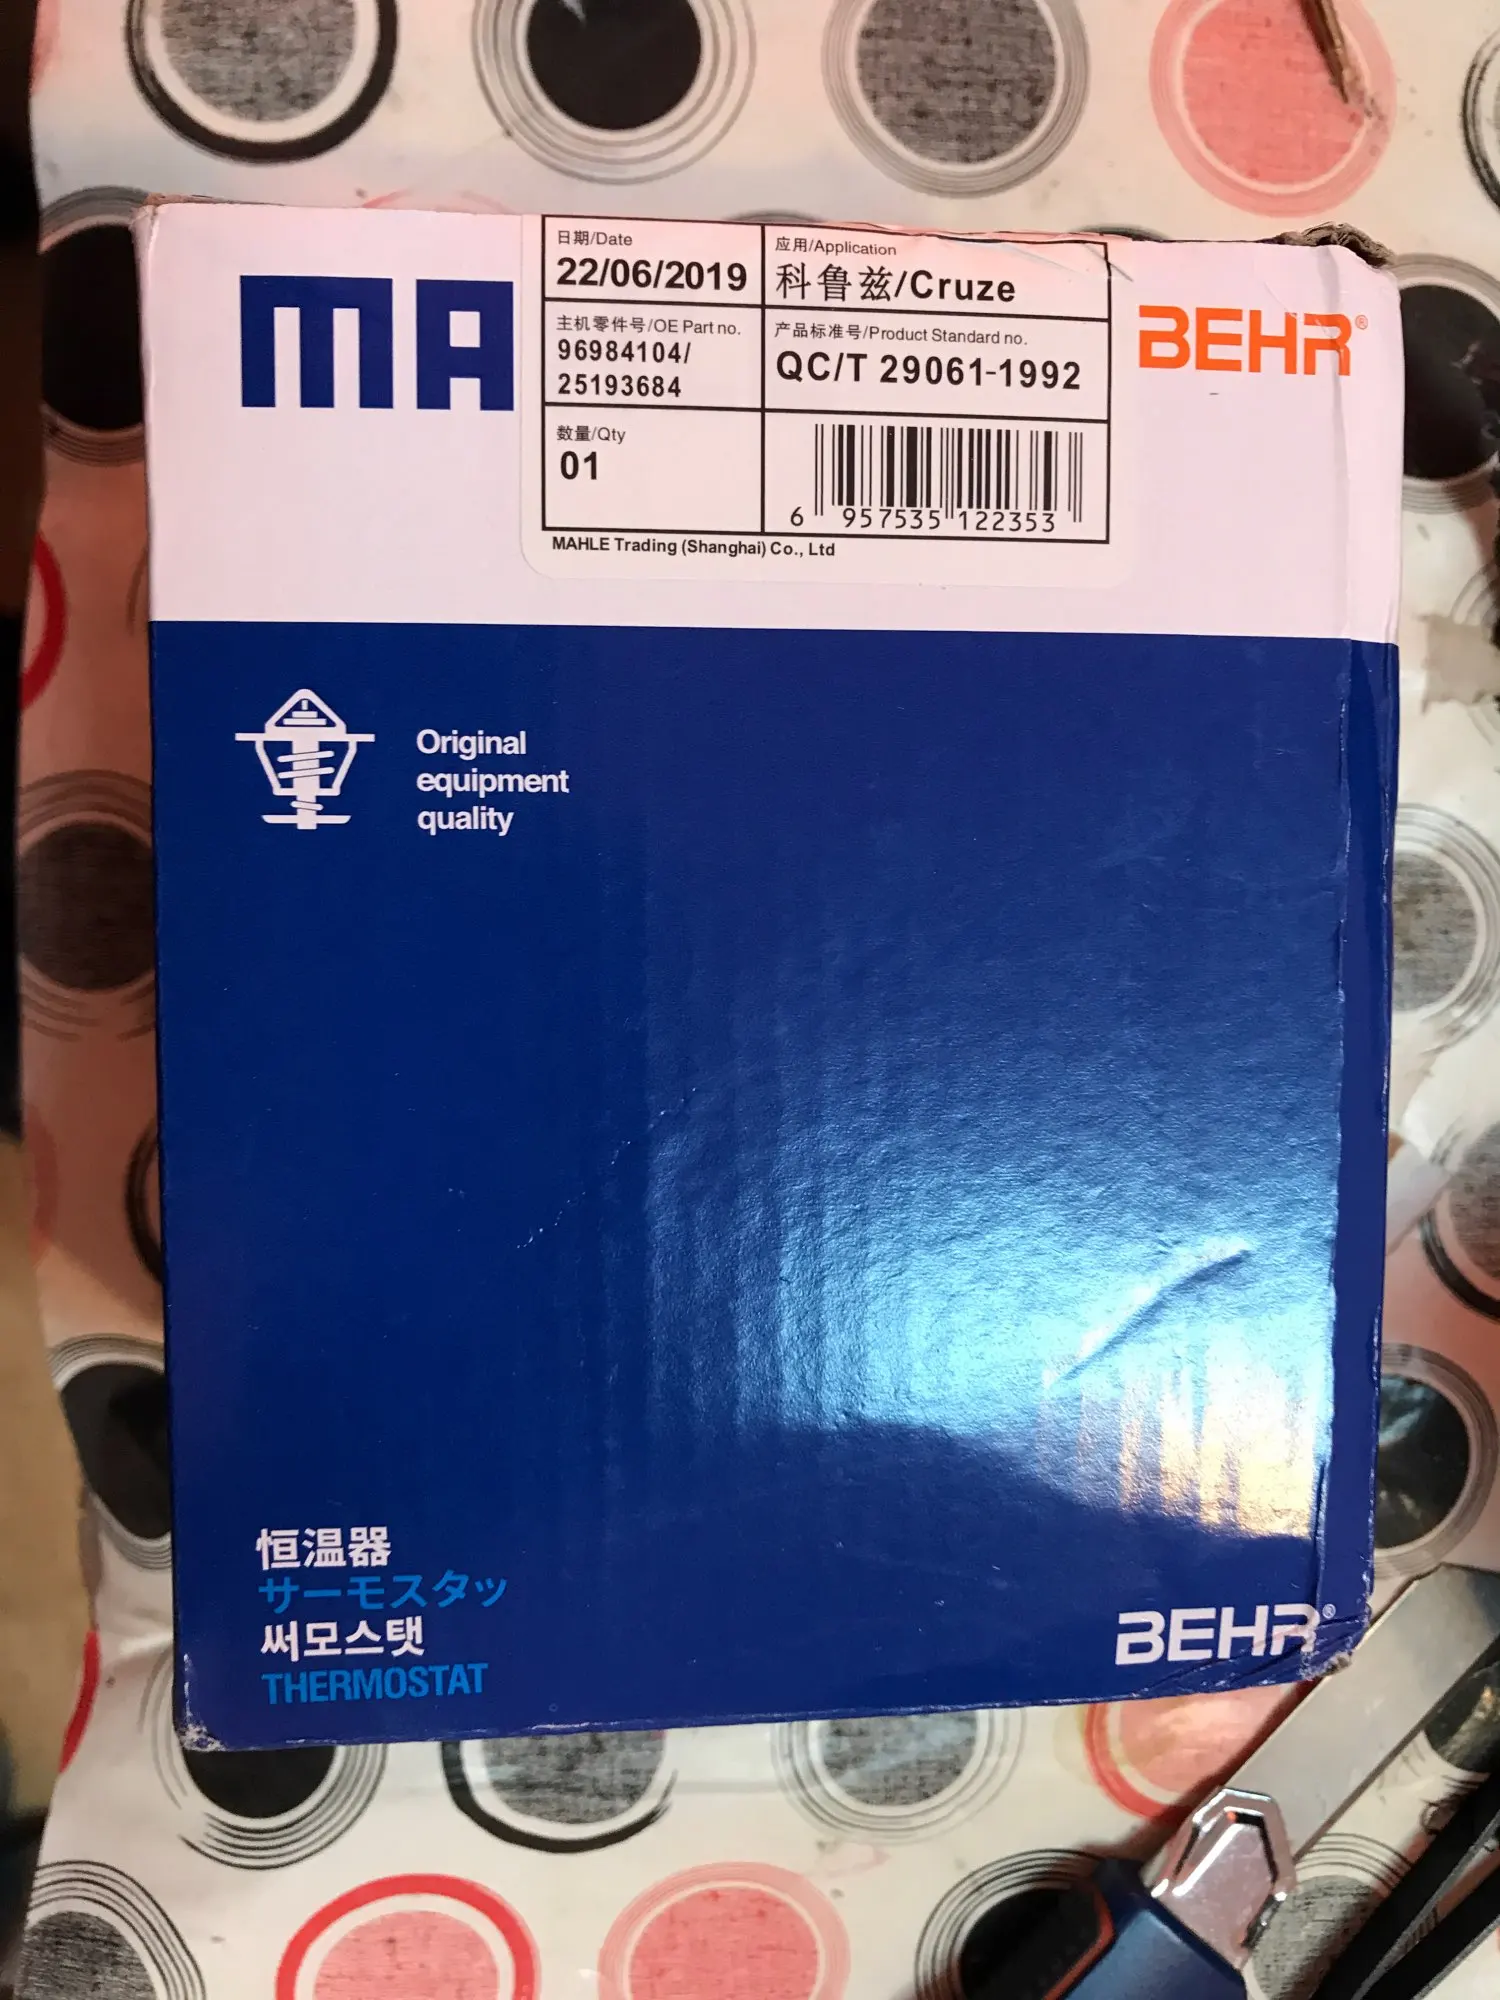 MA
日期/Date
22/06/2019
应用/Application
科鲁兹/Cruze
主机零件号/OE Part no.
96984104/
25193684
产品标准号/Product Standard no.
QC/T 29061-1992
数量/Qty
01
6 957535 122353
MAHLE Trading (Shanghai) Co., Ltd
BEHR®
Original
equipment
quality
恒温器
サーモスタッ
써모스탯
THERMOSTAT
BEHR®